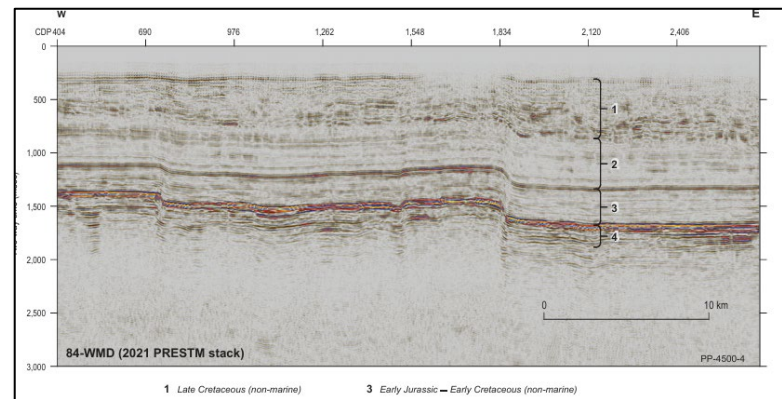 W E
CDP 404 690 976 1,262 1,548 1,834 2,120 2,406
0
500
1
1,000
2
1,500
3
4
2,000
0 10 km
2,500
84-WMD (2021 PRESTM stack) PP-4500-4
3,000
1 Late Cretaceous (non-marine) 3 Early Jurassic – Early Cretaceous (non-marine)